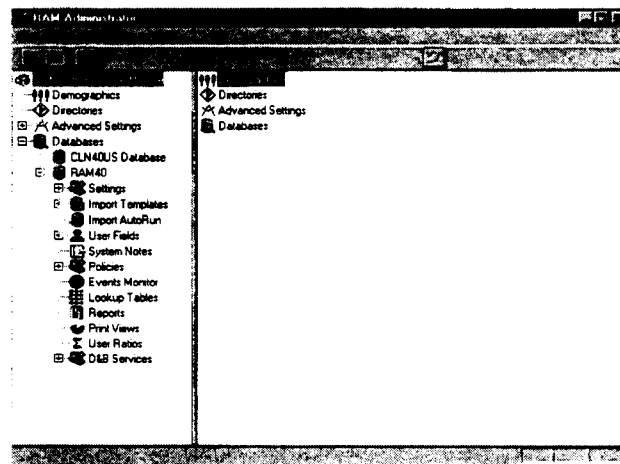 RAM Administrator
Demographics
Directories
Advanced Settings
Databases
CLN40US Database
RAM40
Settings
Import Templates
Import AutoRun
User Fields
System Notes
Policies
Events Monitor
Lookup Tables
Reports
Print Views
User Ratios
D&B Services
Directories
Advanced Settings
Databases